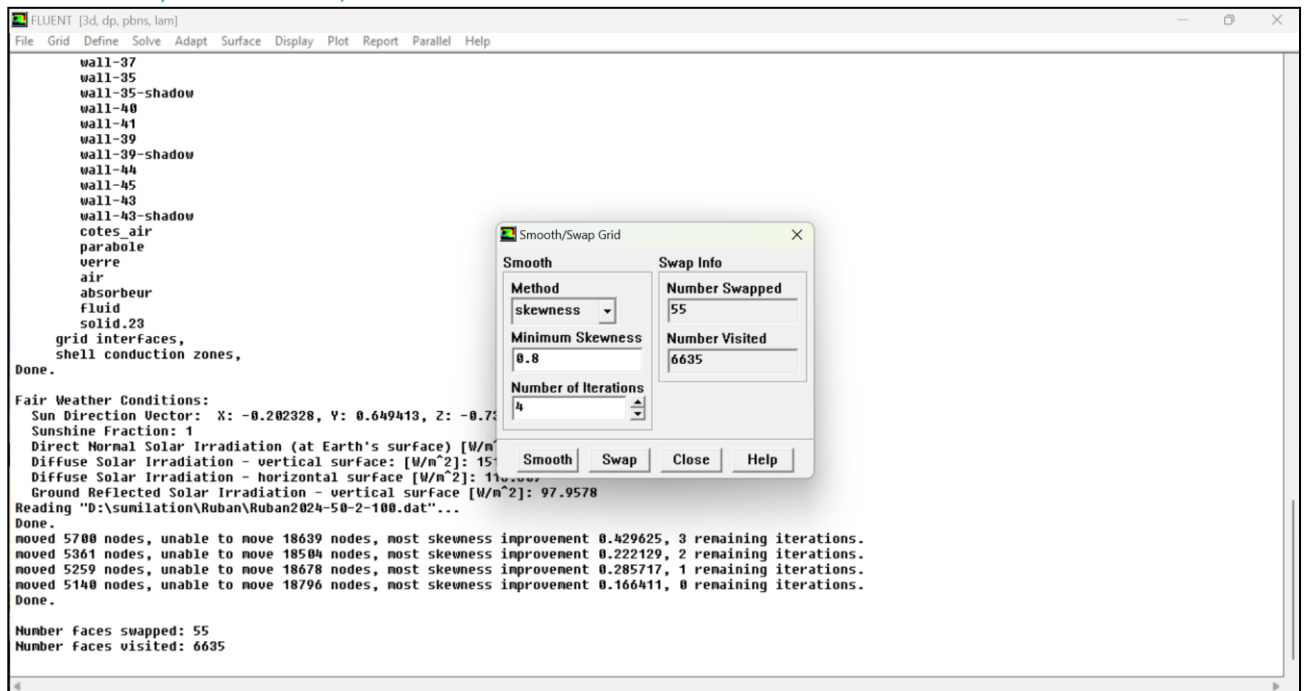 FLUENT [3d, dp, pbns, lam]
File Grid Define Solve Adapt Surface Display Plot Report Parallel Help
wall-37
wall-35
wall-35-shadow
wall-40
wall-41
wall-39
wall-39-shadow
wall-44
wall-45
wall-43
wall-43-shadow
cotes_air
parabole
verre
air
absorbeur
fluid
solid.23
grid interfaces,
shell conduction zones,
Done.
Fair Weather Conditions:
Sun Direction Vector: X: -0.202328, Y: 0.649413, Z: -0.73
Sunshine Fraction: 1
Direct Normal Solar Irradiation (at Earth's surface) [W/m^
Diffuse Solar Irradiation - vertical surface: [W/m^2]: 151
Diffuse Solar Irradiation - horizontal surface [W/m^2]:
Ground Reflected Solar Irradiation - vertical surface [W/m^2]: 97.9578
Reading "D:\sumilation\Ruban\Ruban2024-50-2-100.dat"...
Done.
moved 5700 nodes, unable to move 18639 nodes, most skewness improvement 0.429625, 3 remaining iterations.
moved 5361 nodes, unable to move 18504 nodes, most skewness improvement 0.222129, 2 remaining iterations.
moved 5259 nodes, unable to move 18678 nodes, most skewness improvement 0.285717, 1 remaining iterations.
moved 5140 nodes, unable to move 18796 nodes, most skewness improvement 0.166411, 0 remaining iterations.
Done.
Number faces swapped: 55
Number faces visited: 6635
Smooth/Swap Grid
Smooth
Method
skewness
Minimum Skewness
0.8
Number of Iterations
4
Swap Info
Number Swapped
55
Number Visited
6635
Smooth Swap Close Help